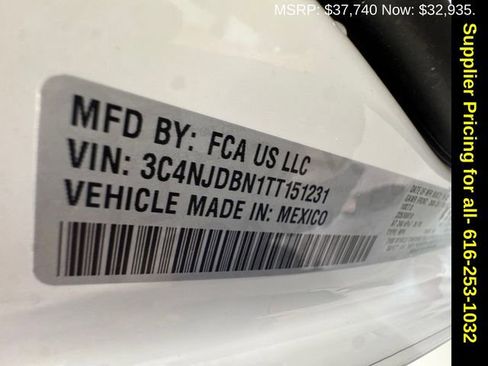 MSRP: $37,740 Now: $32,935.
MFD BY: FCA US LLC
VIN: 3C4NJDBN1TT151231
VEHICLE MADE IN: MEXICO
Supplier Pricing for all- 616-253-1032